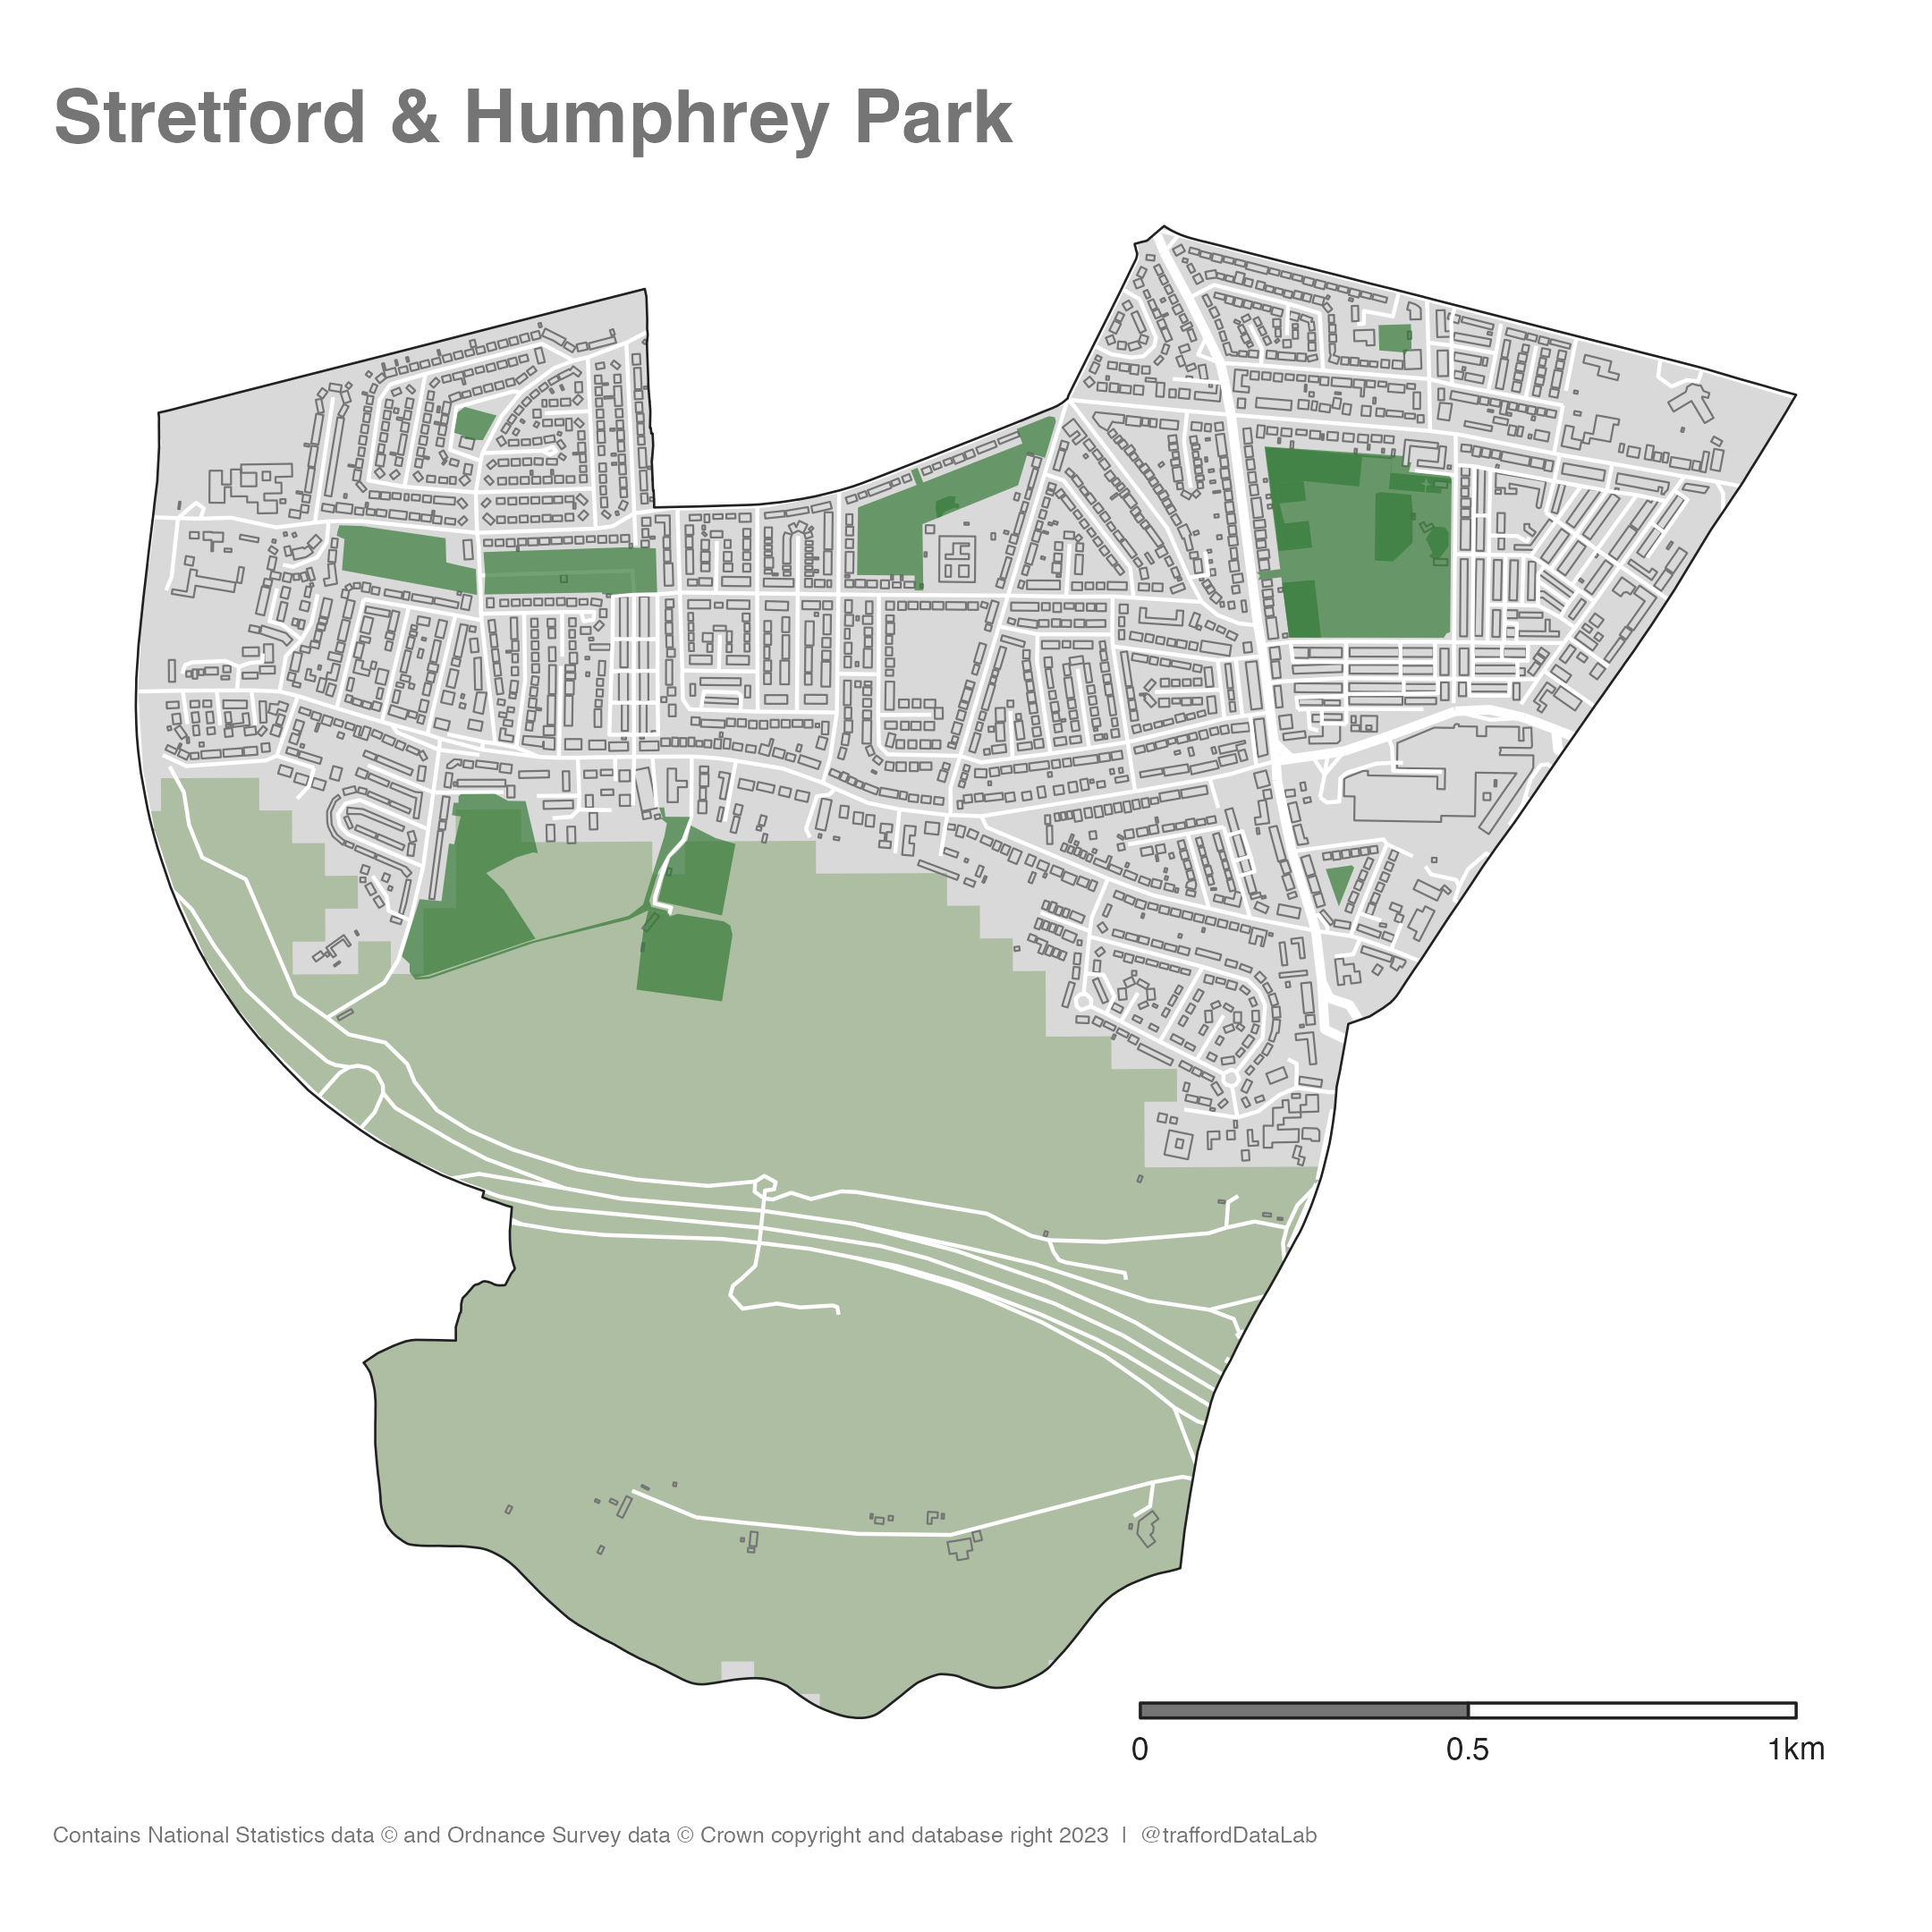 Stretford & Humphrey Park
0 0.5 1km
Contains National Statistics data © and Ordnance Survey data © Crown copyright and database right 2023 | @traffordDataLab